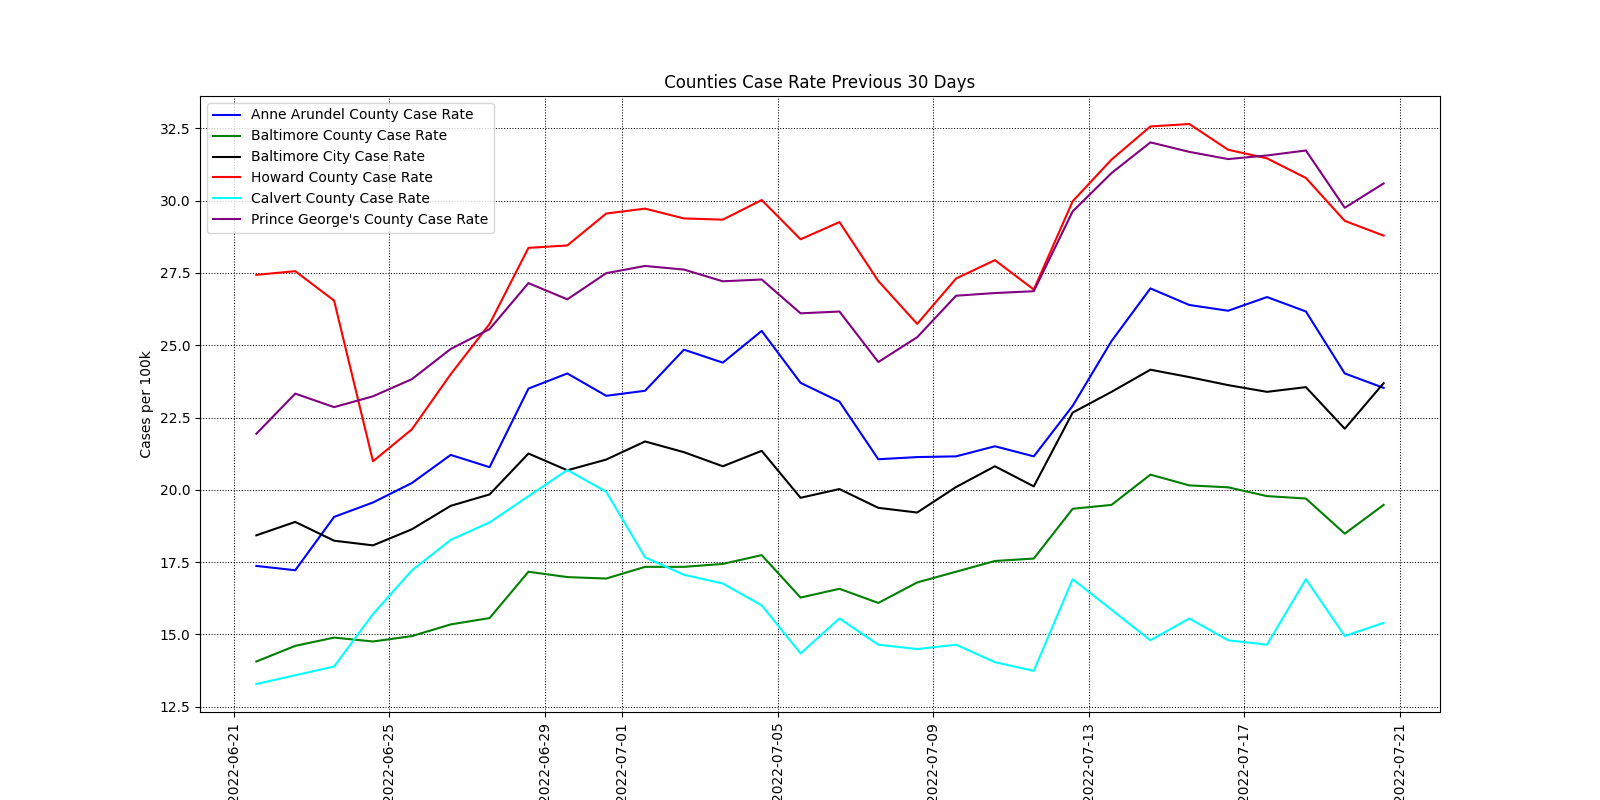 Counties Case Rate Previous 30 Days
Anne Arundel County Case Rate
Baltimore County Case Rate
Baltimore City Case Rate
Howard County Case Rate
Calvert County Case Rate
Prince George's County Case Rate
Cases per 100k
32.5
30.0
27.5
25.0
22.5
20.0
17.5
15.0
12.5
2022-06-21
2022-06-25
2022-06-29
2022-07-01
2022-07-05
2022-07-09
2022-07-13
2022-07-17
2022-07-21